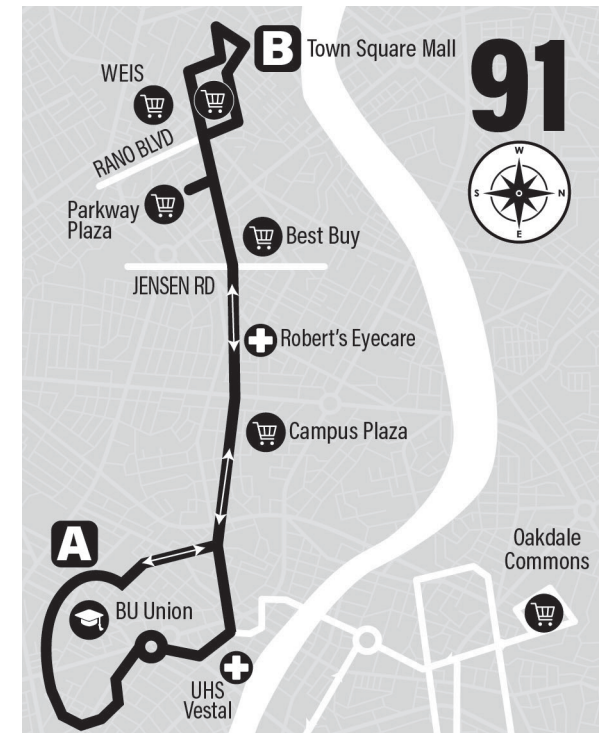 B Town Square Mall
91
WEIS
RANO BLVD
W
S N
E
Parkway
Plaza
Best Buy
JENSEN RD
Robert's Eyecare
Campus Plaza
A
Oakdale
Commons
BU Union
UHS
Vestal